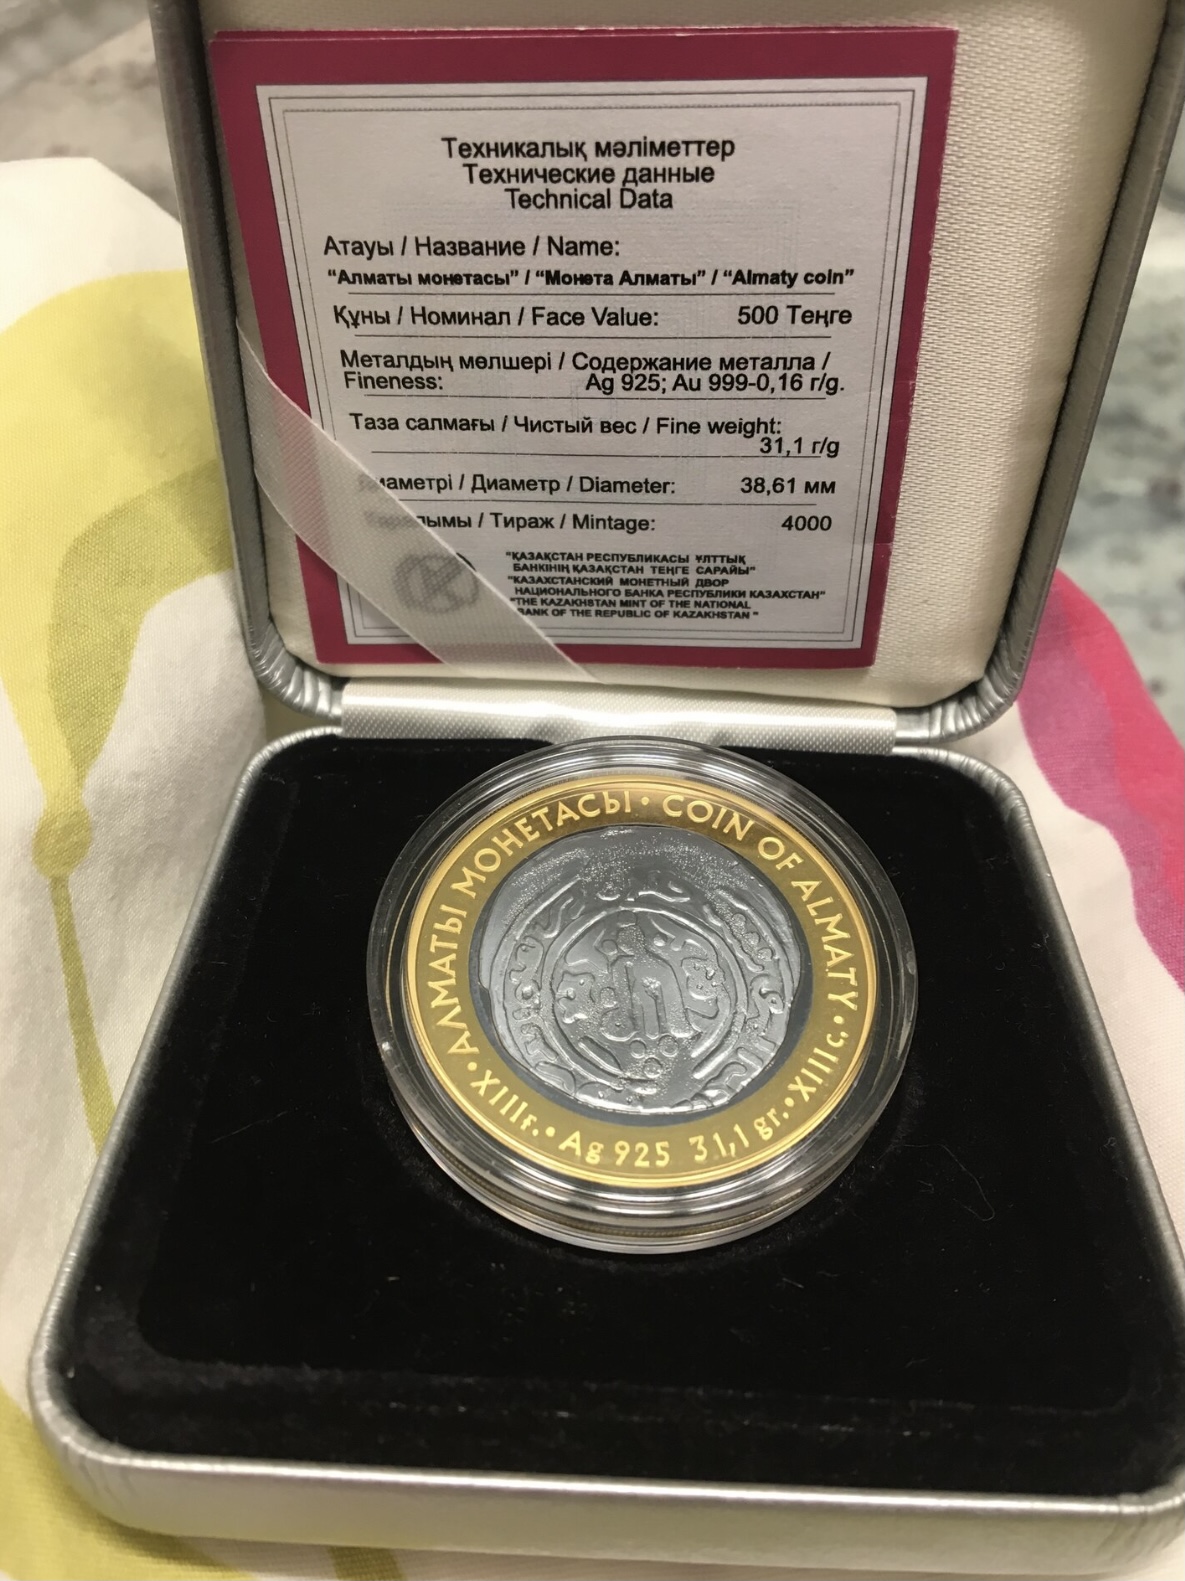 Техникалық мәліметтер
Технические данные
Technical Data
Атауы / Название / Name:
"Алматы монетасы" / "Монета Алматы" / "Almaty coin"
Құны / Номинал / Face Value: 500 Теңге
Металдың мөлшері / Содержание металла /
Fineness: Ag 925; Au 999-0,16 г/g.
Таза салмағы / Чистый вес / Fine weight:
31,1 г/g
/ Диаметр / Diameter: 38,61 мм
/ Тираж / Mintage: 4000
"ҚАЗАҚСТАН РЕСПУБЛИКАСЫ ҰЛТТЫҚ
БАНКІНІҢ ҚАЗАҚСТАН ТЕҢГЕ САРАЙЫ"
"КАЗАХСТАНСКИЙ МОНЕТНЫЙ ДВОР
НАЦИОНАЛЬНОГО БАНКА РЕСПУБЛИКИ КАЗАХСТАН"
"THE KAZAKHSTAN MINT OF THE NATIONAL
BANK OF THE REPUBLIC OF KAZAKHSTAN "
• АЛМАТЫ МОНЕТАСЫ • COIN OF ALMATY •
XIIIғ. • Ag 925 31,1 gr. • XIII c.